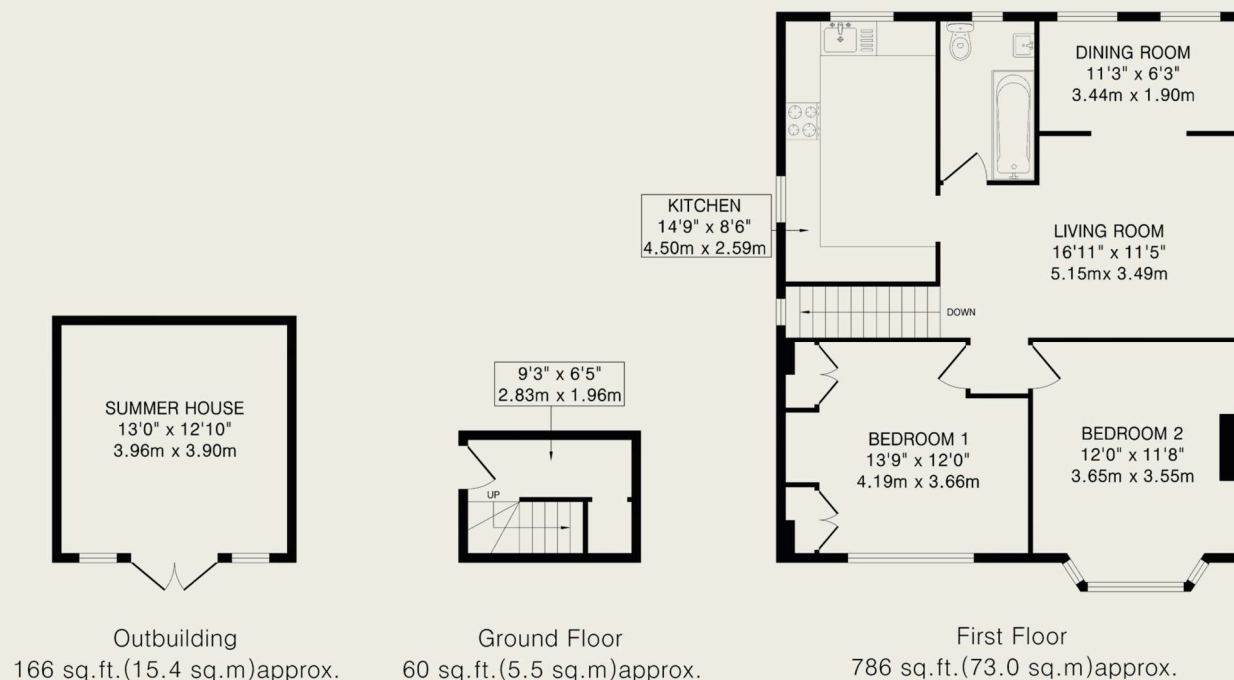 DINING ROOM
11'3" x 6'3"
3.44m x 1.90m
KITCHEN
14'9" x 8'6"
4.50m x 2.59m
LIVING ROOM
16'11" x 11'5"
5.15mx 3.49m
DOWN
SUMMER HOUSE
13'0" x 12'10"
3.96m x 3.90m
9'3" x 6'5"
2.83m x 1.96m
UP
BEDROOM 1
13'9" x 12'0"
4.19m x 3.66m
BEDROOM 2
12'0" x 11'8"
3.65m x 3.55m
Outbuilding
166 sq.ft.(15.4 sq.m)approx.
Ground Floor
60 sq.ft.(5.5 sq.m)approx.
First Floor
786 sq.ft.(73.0 sq.m)approx.